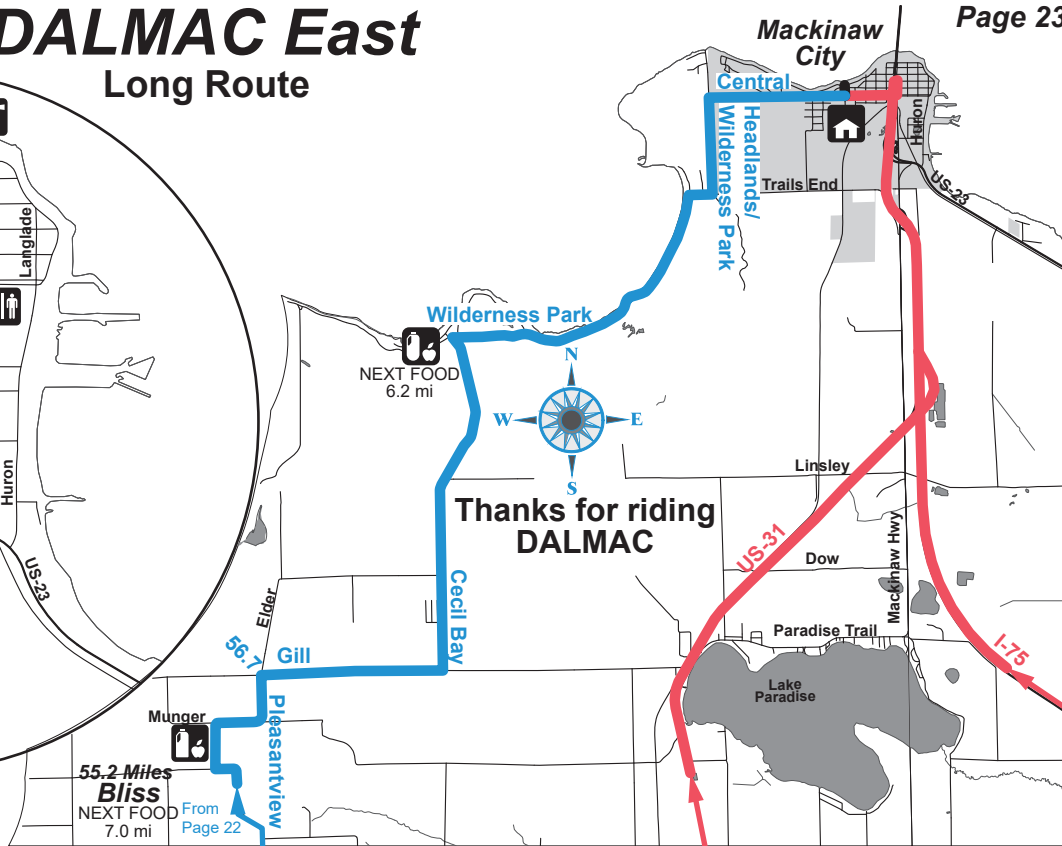 DALMAC East
Long Route
Page 23
Mackinaw
City
Central
Headlands/
Wilderness Park
Huron
US-23
Trails End
Langlade
Wilderness Park
NEXT FOOD
6.2 mi
N
W
E
S
Thanks for riding
DALMAC
Linsley
Huron
US-31
Dow
Mackinaw Hwy
US-23
Elder
Cecil Bay
Paradise Trail
56.7
Gill
I-75
Lake
Paradise
Munger
Pleasantview
55.2 Miles
Bliss
NEXT FOOD
7.0 mi
From
Page 22